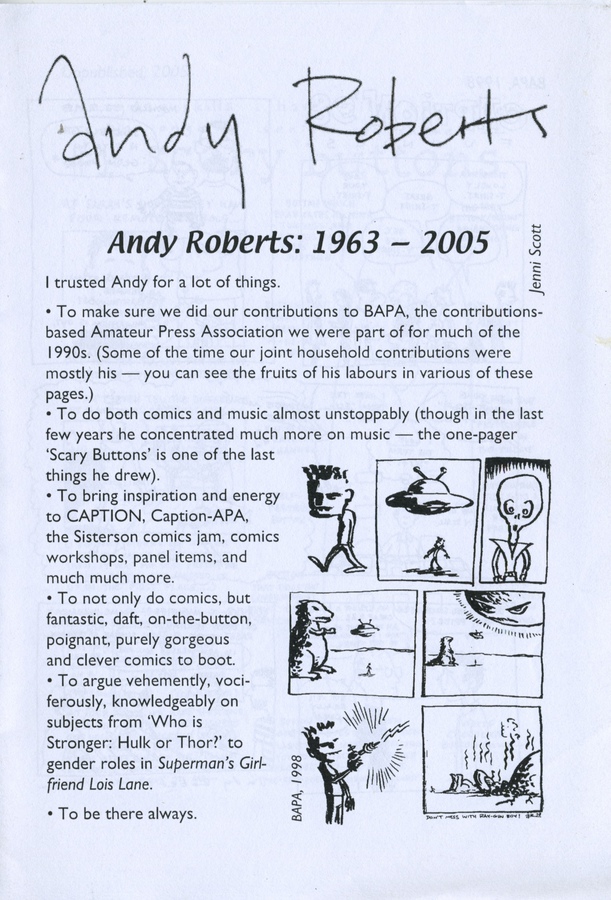 Andy Roberts
Andy Roberts: 1963 – 2005
Jenni Scott
I trusted Andy for a lot of things.
• To make sure we did our contributions to BAPA, the contributions-
based Amateur Press Association we were part of for much of the
1990s. (Some of the time our joint household contributions were
mostly his — you can see the fruits of his labours in various of these
pages.)
• To do both comics and music almost unstoppably (though in the last
few years he concentrated much more on music — the one-pager
‘Scary Buttons’ is one of the last
things he drew).
• To bring inspiration and energy
to CAPTION, Caption-APA,
the Sisterson comics jam, comics
workshops, panel items, and
much much more.
• To not only do comics, but
fantastic, daft, on-the-button,
poignant, purely gorgeous
and clever comics to boot.
• To argue vehemently, voci-
ferously, knowledgeably on
subjects from ‘Who is
Stronger: Hulk or Thor?’ to
gender roles in Superman’s Girl-
friend Lois Lane.
• To be there always.
BAPA, 1998
DON'T MESS WITH RAY-GUN BOY!